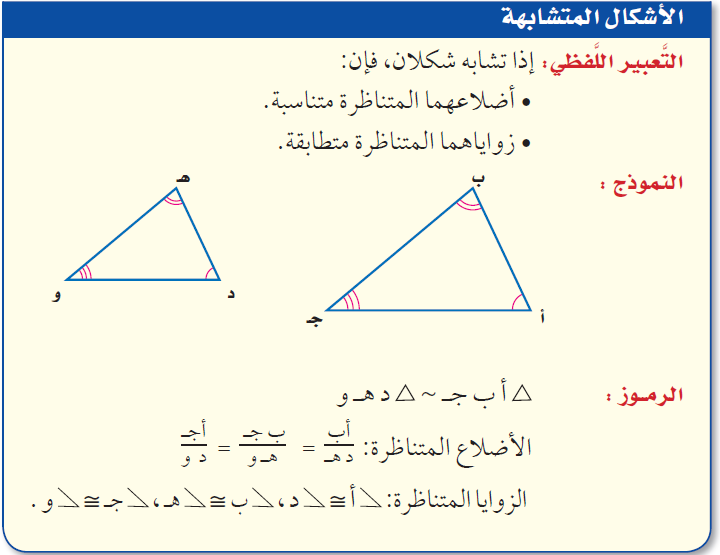 الأشكال المتشابهة
التَّعبير اللَّفظي: إذا تشابه شكلان، فإن:
• أضلاعهما المتناظرة متناسبة.
• زواياهما المتناظرة متطابقة.
النموذج :
ب
أ
جـ
هـ
د
و
الرمـوز : △ أ ب جـ ~ △ د هـ و
الأضلاع المتناظرة: أب/د هـ = ب جـ/هـ و = أجـ/د و
الزوايا المتناظرة: ∠أ ≅ ∠د، ∠ب ≅ ∠هـ، ∠جـ ≅ ∠و .